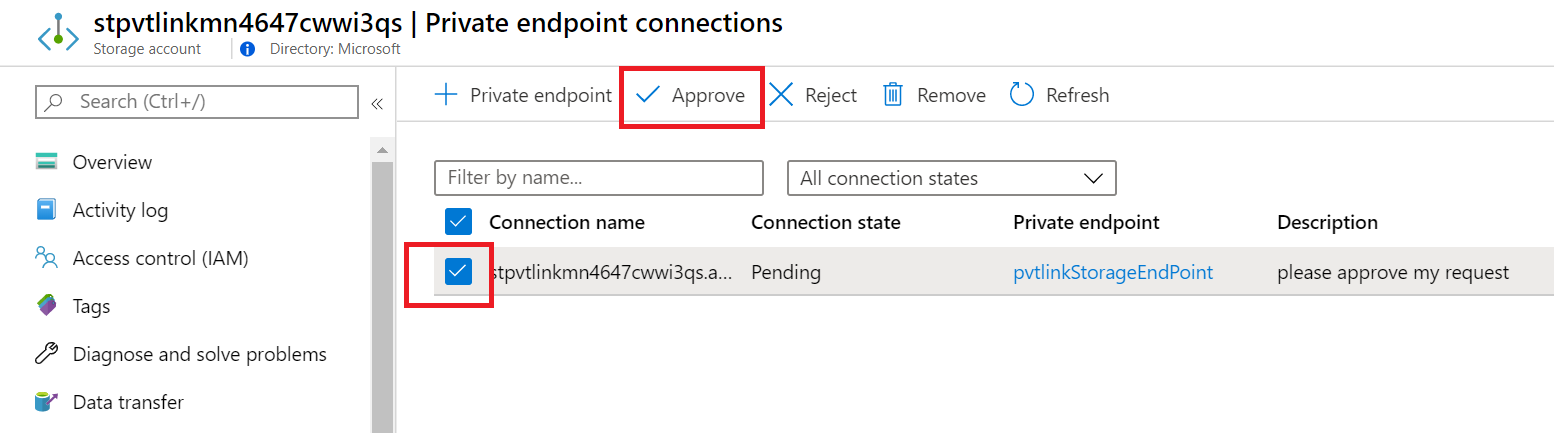 stpvtlinkmn4647cwwi3qs | Private endpoint connections
Storage account Directory: Microsoft
Search (Ctrl+/)
Overview
Activity log
Access control (IAM)
Tags
Diagnose and solve problems
Data transfer
Private endpoint Approve Reject Remove Refresh
Filter by name... All connection states
Connection name Connection state Private endpoint Description
stpvtlinkmn4647cwwi3qs.a... Pending pvtlinkStorageEndPoint please approve my request